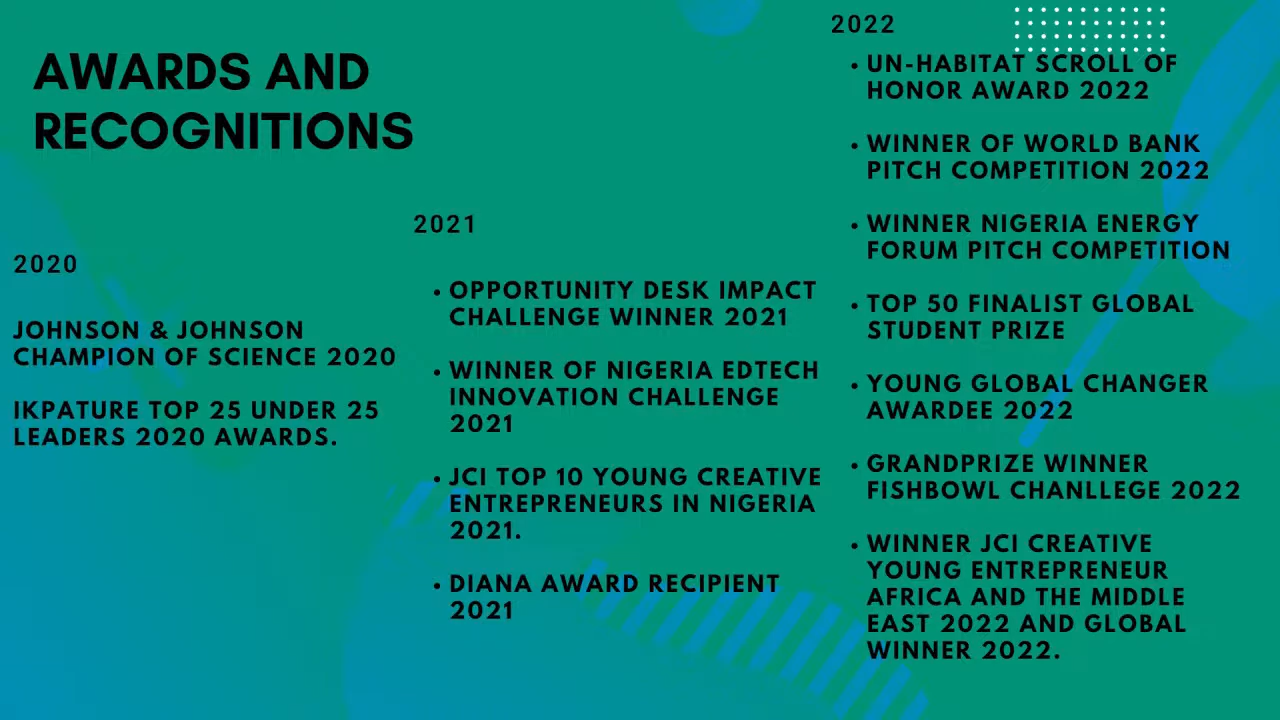 AWARDS AND
RECOGNITIONS
2020
JOHNSON & JOHNSON
CHAMPION OF SCIENCE 2020
IKPATURE TOP 25 UNDER 25
LEADERS 2020 AWARDS.
2021
• OPPORTUNITY DESK IMPACT
CHALLENGE WINNER 2021
• WINNER OF NIGERIA EDTECH
INNOVATION CHALLENGE
2021
• JCI TOP 10 YOUNG CREATIVE
ENTREPRENEURS IN NIGERIA
2021.
• DIANA AWARD RECIPIENT
2021
2022
• UN-HABITAT SCROLL OF
HONOR AWARD 2022
• WINNER OF WORLD BANK
PITCH COMPETITION 2022
• WINNER NIGERIA ENERGY
FORUM PITCH COMPETITION
• TOP 50 FINALIST GLOBAL
STUDENT PRIZE
• YOUNG GLOBAL CHANGER
AWARDEE 2022
• GRANDPRIZE WINNER
FISHBOWL CHANLLEGE 2022
• WINNER JCI CREATIVE
YOUNG ENTREPRENEUR
AFRICA AND THE MIDDLE
EAST 2022 AND GLOBAL
WINNER 2022.